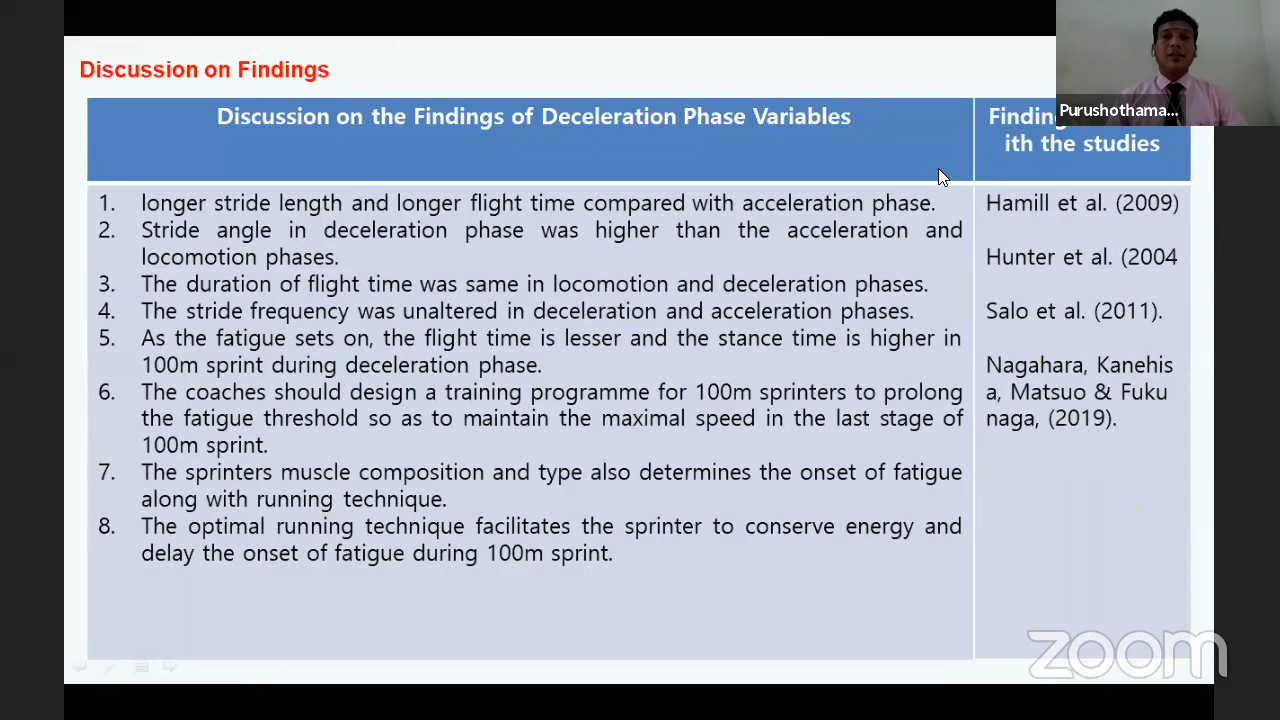 Discussion on Findings
Discussion on the Findings of Deceleration Phase Variables
ith the studies
Purushothama...
1. longer stride length and longer flight time compared with acceleration phase.
2. Stride angle in deceleration phase was higher than the acceleration and
locomotion phases.
3. The duration of flight time was same in locomotion and deceleration phases.
4. The stride frequency was unaltered in deceleration and acceleration phases.
5. As the fatigue sets on, the flight time is lesser and the stance time is higher in
100m sprint during deceleration phase.
6. The coaches should design a training programme for 100m sprinters to prolong
the fatigue threshold so as to maintain the maximal speed in the last stage of
100m sprint.
7. The sprinters muscle composition and type also determines the onset of fatigue
along with running technique.
8. The optimal running technique facilitates the sprinter to conserve energy and
delay the onset of fatigue during 100m sprint.
Hamill et al. (2009)
Hunter et al. (2004
Salo et al. (2011).
Nagahara, Kanehis
a, Matsuo & Fuku
naga, (2019).
zoom